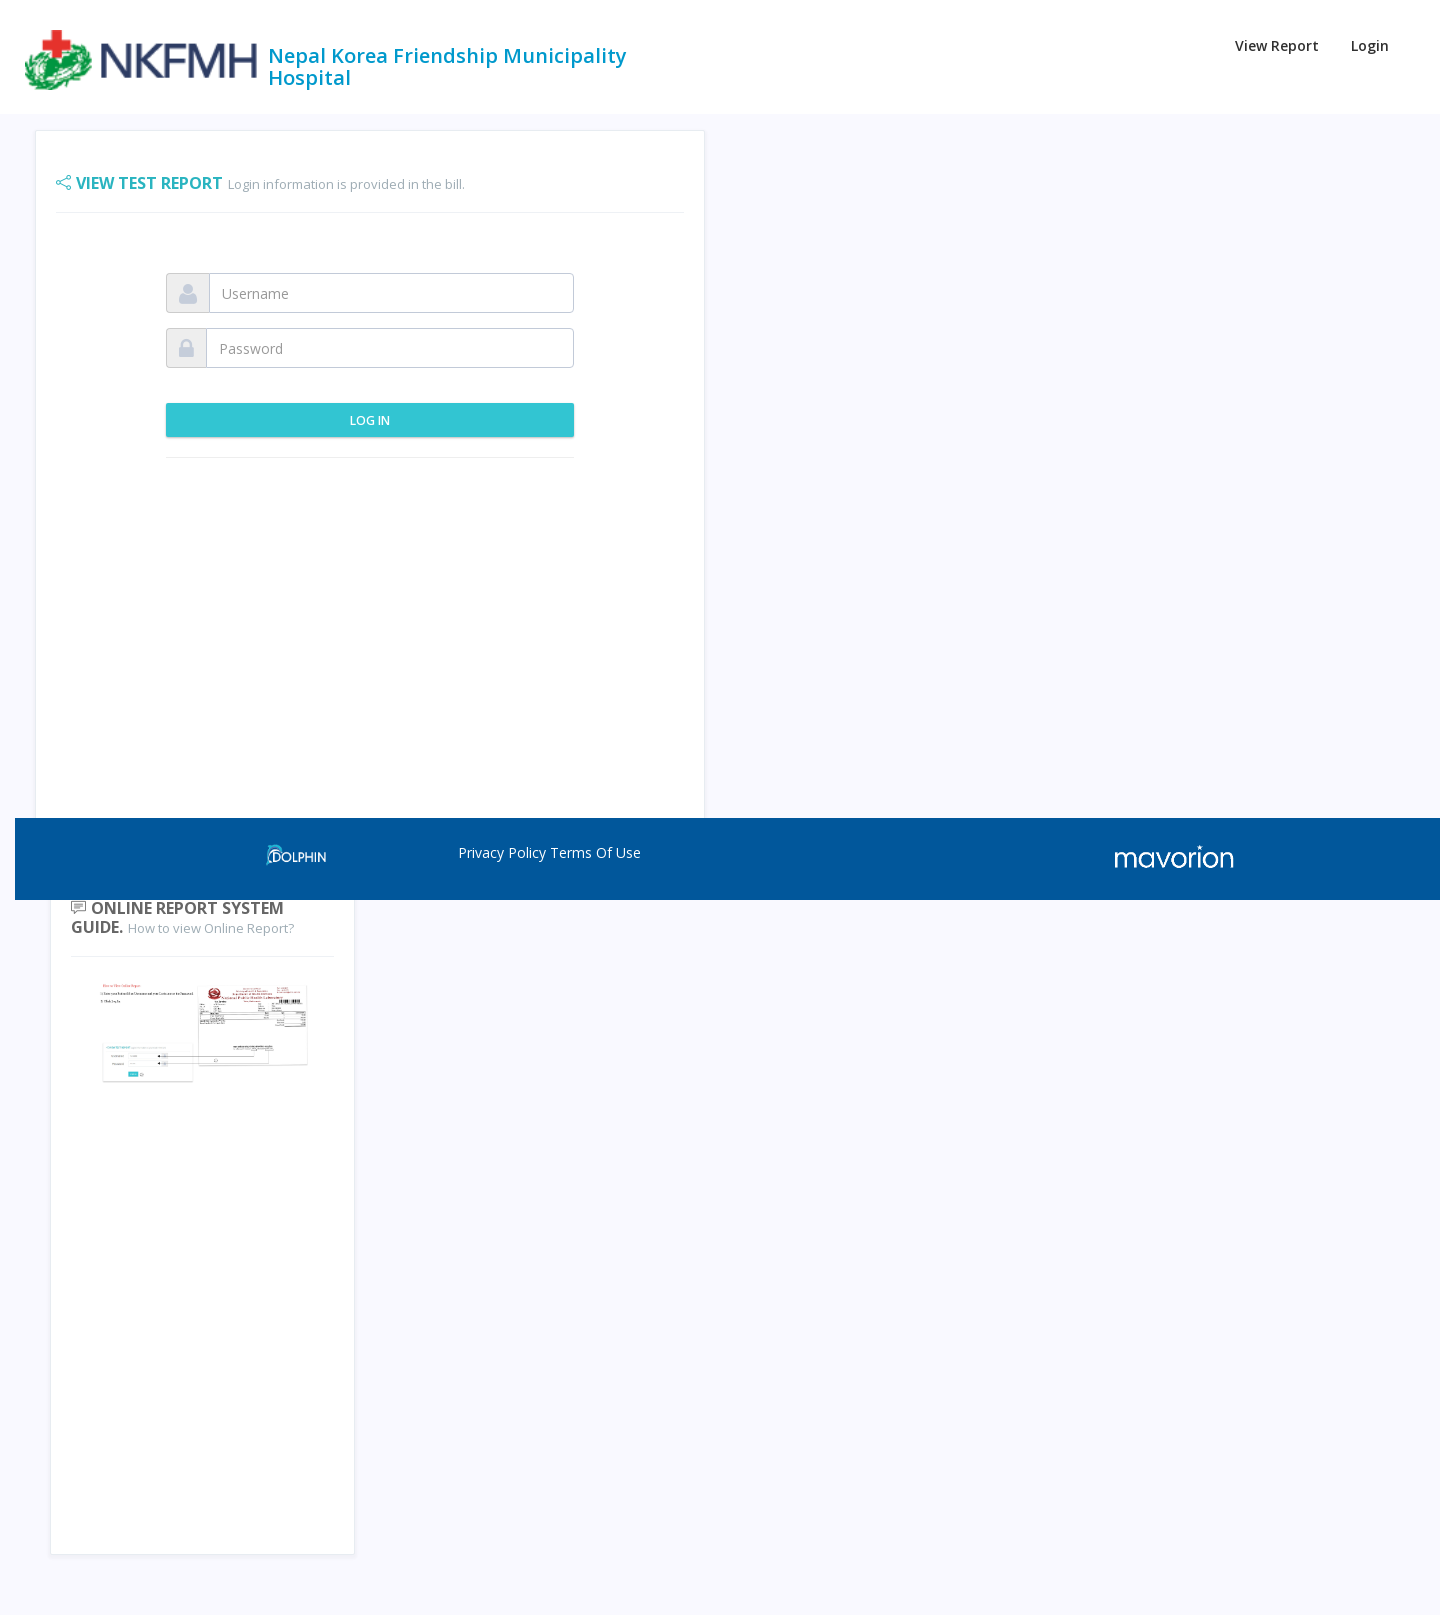 NKFMH
Nepal Korea Friendship Municipality
Hospital
View Report
Login
VIEW TEST REPORT Login information is provided in the bill.
Username
Password
LOG IN
DOLPHIN
Privacy Policy Terms Of Use
mavorion
ONLINE REPORT SYSTEM
GUIDE. How to view Online Report?